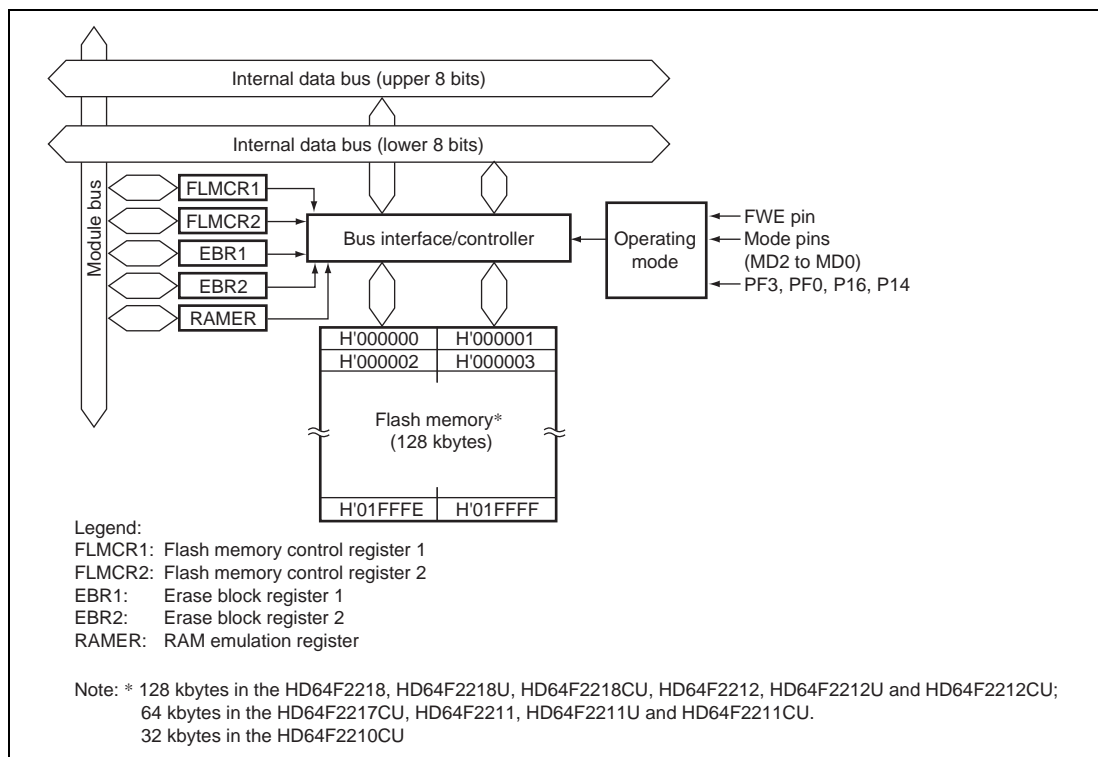 Internal data bus (upper 8 bits)
Internal data bus (lower 8 bits)
Module bus
FLMCR1
FLMCR2
EBR1
EBR2
RAMER
Bus interface/controller
Operating
mode
FWE pin
Mode pins
(MD2 to MD0)
PF3, PF0, P16, P14
H'000000 H'000001
H'000002 H'000003
Flash memory*
(128 kbytes)
H'01FFFE H'01FFFF
Legend:
FLMCR1: Flash memory control register 1
FLMCR2: Flash memory control register 2
EBR1: Erase block register 1
EBR2: Erase block register 2
RAMER: RAM emulation register
Note: * 128 kbytes in the HD64F2218, HD64F2218U, HD64F2218CU, HD64F2212, HD64F2212U and HD64F2212CU;
64 kbytes in the HD64F2217CU, HD64F2211, HD64F2211U and HD64F2211CU.
32 kbytes in the HD64F2210CU